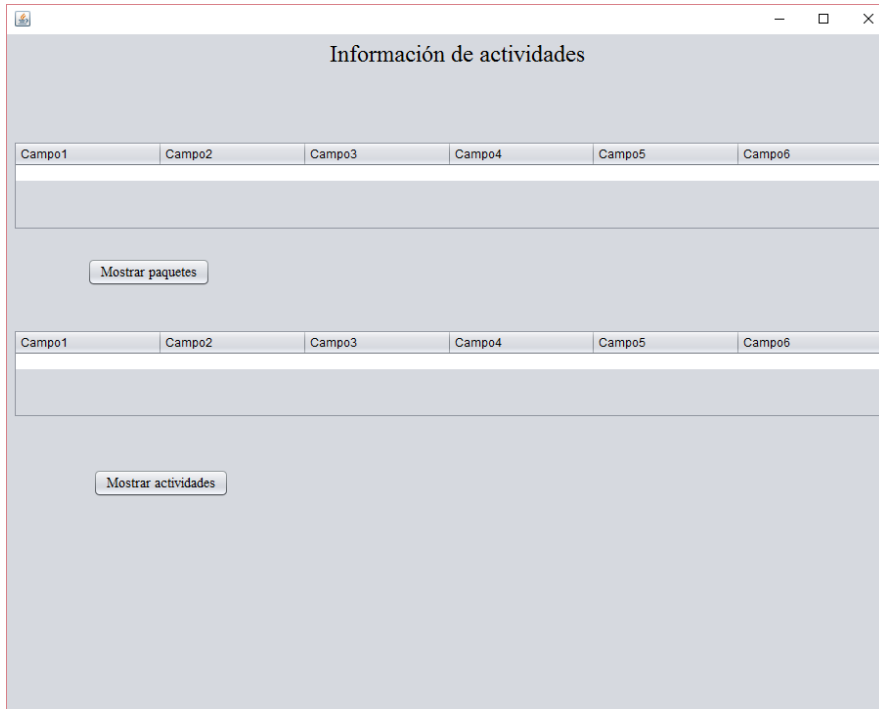 Información de actividades
Campo1 Campo2 Campo3 Campo4 Campo5 Campo6
Mostrar paquetes
Campo1 Campo2 Campo3 Campo4 Campo5 Campo6
Mostrar actividades